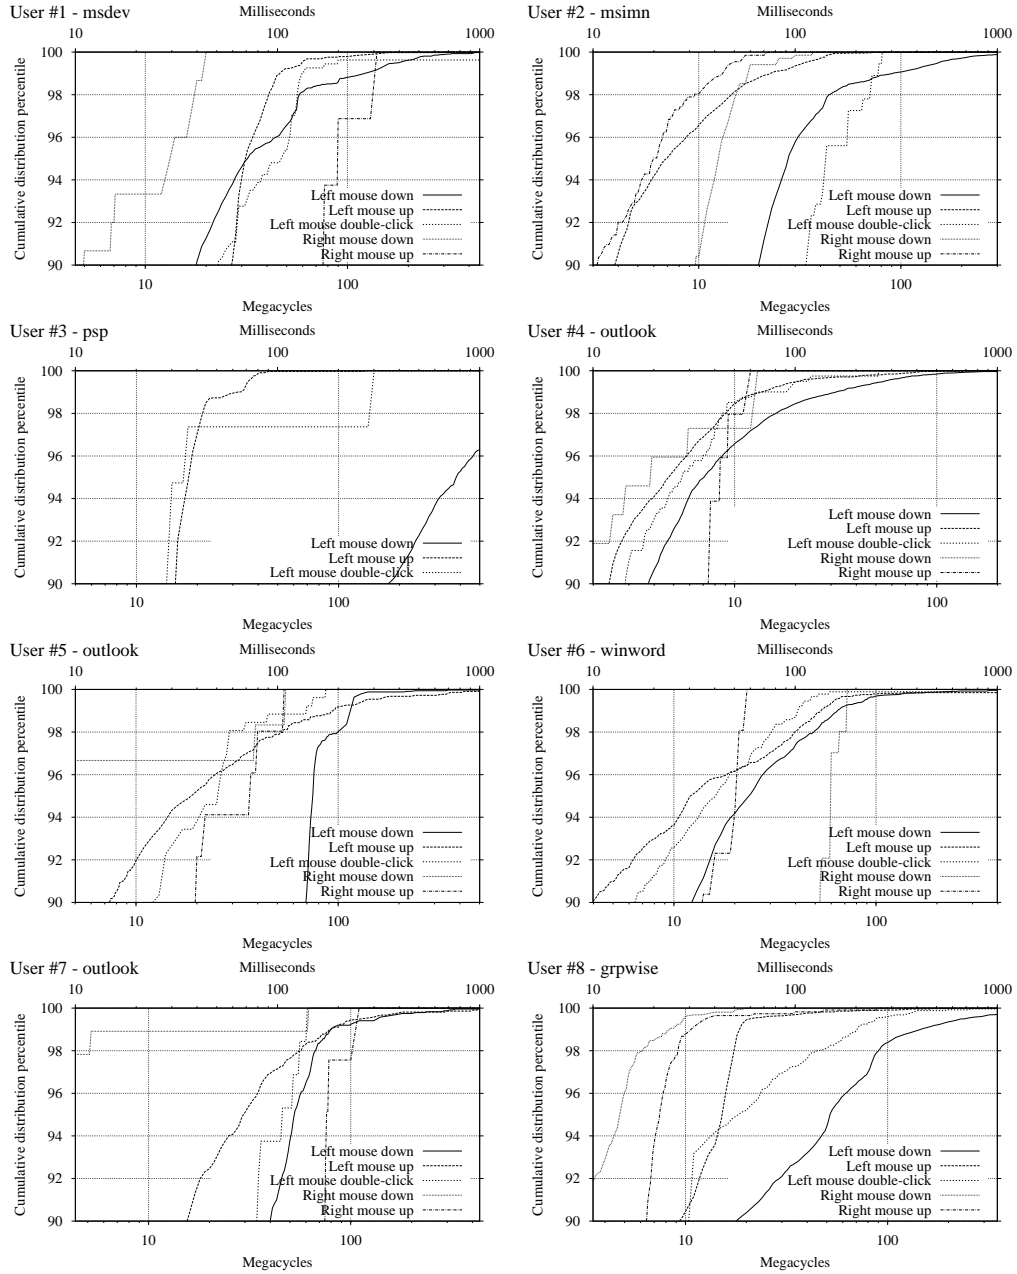 User #1 - msdev
Milliseconds
10 100 1000
Cumulative distribution percentile
100
98
96
94
92
90
Left mouse down
Left mouse up
Left mouse double-click
Right mouse down
Right mouse up
10 100
Megacycles
User #2 - msimn
Milliseconds
10 100 1000
Cumulative distribution percentile
100
98
96
94
92
90
Left mouse down
Left mouse up
Left mouse double-click
Right mouse down
Right mouse up
10 100
Megacycles
User #3 - psp
Milliseconds
10 100 1000
Cumulative distribution percentile
100
98
96
94
92
90
Left mouse down
Left mouse up
Left mouse double-click
10 100
Megacycles
User #4 - outlook
Milliseconds
10 100 1000
Cumulative distribution percentile
100
98
96
94
92
90
Left mouse down
Left mouse up
Left mouse double-click
Right mouse down
Right mouse up
10 100
Megacycles
User #5 - outlook
Milliseconds
10 100 1000
Cumulative distribution percentile
100
98
96
94
92
90
Left mouse down
Left mouse up
Left mouse double-click
Right mouse down
Right mouse up
10 100
Megacycles
User #6 - winword
Milliseconds
10 100 1000
Cumulative distribution percentile
100
98
96
94
92
90
Left mouse down
Left mouse up
Left mouse double-click
Right mouse down
Right mouse up
10 100
Megacycles
User #7 - outlook
Milliseconds
10 100 1000
Cumulative distribution percentile
100
98
96
94
92
90
Left mouse down
Left mouse up
Left mouse double-click
Right mouse down
Right mouse up
10 100
Megacycles
User #8 - grpwise
Milliseconds
10 100 1000
Cumulative distribution percentile
100
98
96
94
92
90
Left mouse down
Left mouse up
Left mouse double-click
Right mouse down
Right mouse up
10 100
Megacycles